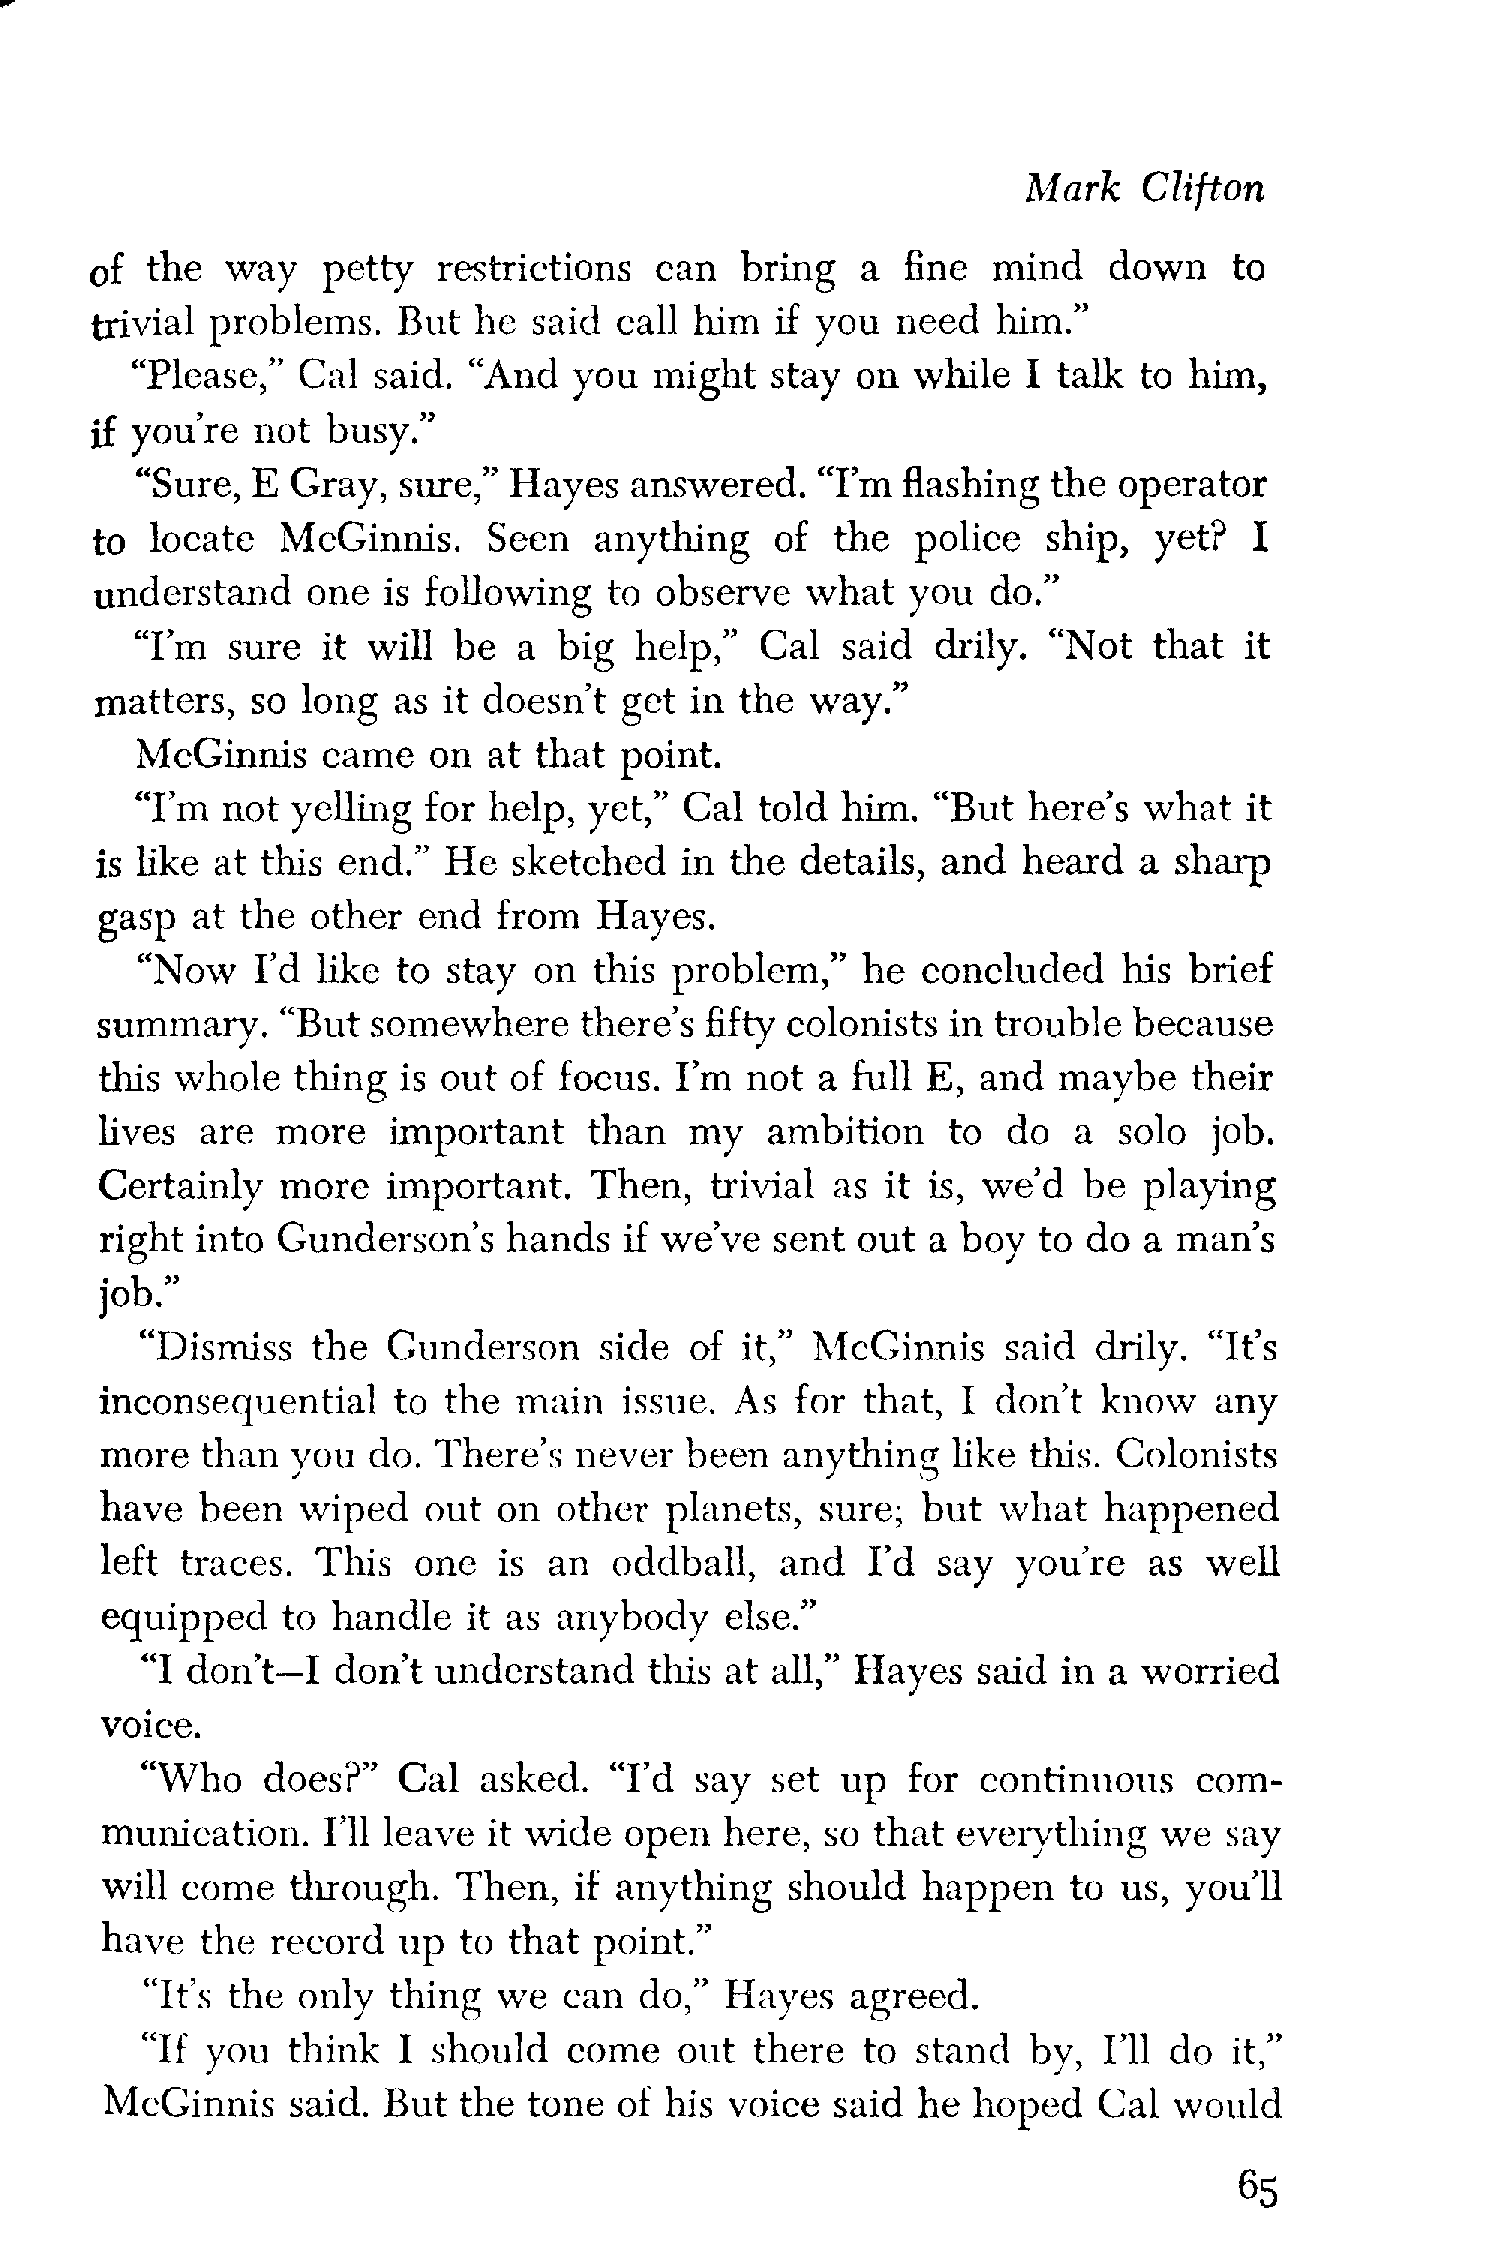 Mark Clifton
of the way petty restrictions can bring a fine mind down to
trivial problems. But he said call him if you need him.”
“Please,” Cal said. “And you might stay on while I talk to him,
if you're not busy.”
“Sure, E Gray, sure,” Hayes answered. “I'm flashing the operator
to locate McGinnis. Seen anything of the police ship, yet? I
understand one is following to observe what you do.”
“I'm sure it will be a big help,” Cal said drily. “Not that it
matters, so long as it doesn't get in the way.”
McGinnis came on at that point.
“I'm not yelling for help, yet,” Cal told him. “But here's what it
is like at this end.” He sketched in the details, and heard a sharp
gasp at the other end from Hayes.
“Now I'd like to stay on this problem,” he concluded his brief
summary. “But somewhere there's fifty colonists in trouble because
this whole thing is out of focus. I'm not a full E, and maybe their
lives are more important than my ambition to do a solo job.
Certainly more important. Then, trivial as it is, we'd be playing
right into Gunderson's hands if we've sent out a boy to do a man's
job.”
“Dismiss the Gunderson side of it,” McGinnis said drily. “It's
inconsequential to the main issue. As for that, I don't know any
more than you do. There's never been anything like this. Colonists
have been wiped out on other planets, sure; but what happened
left traces. This one is an oddball, and I'd say you're as well
equipped to handle it as anybody else.”
“I don't—I don't understand this at all,” Hayes said in a worried
voice.
“Who does?” Cal asked. “I'd say set up for continuous com-
munication. I'll leave it wide open here, so that everything we say
will come through. Then, if anything should happen to us, you'll
have the record up to that point.”
“It's the only thing we can do,” Hayes agreed.
“If you think I should come out there to stand by, I'll do it,”
McGinnis said. But the tone of his voice said he hoped Cal would
65